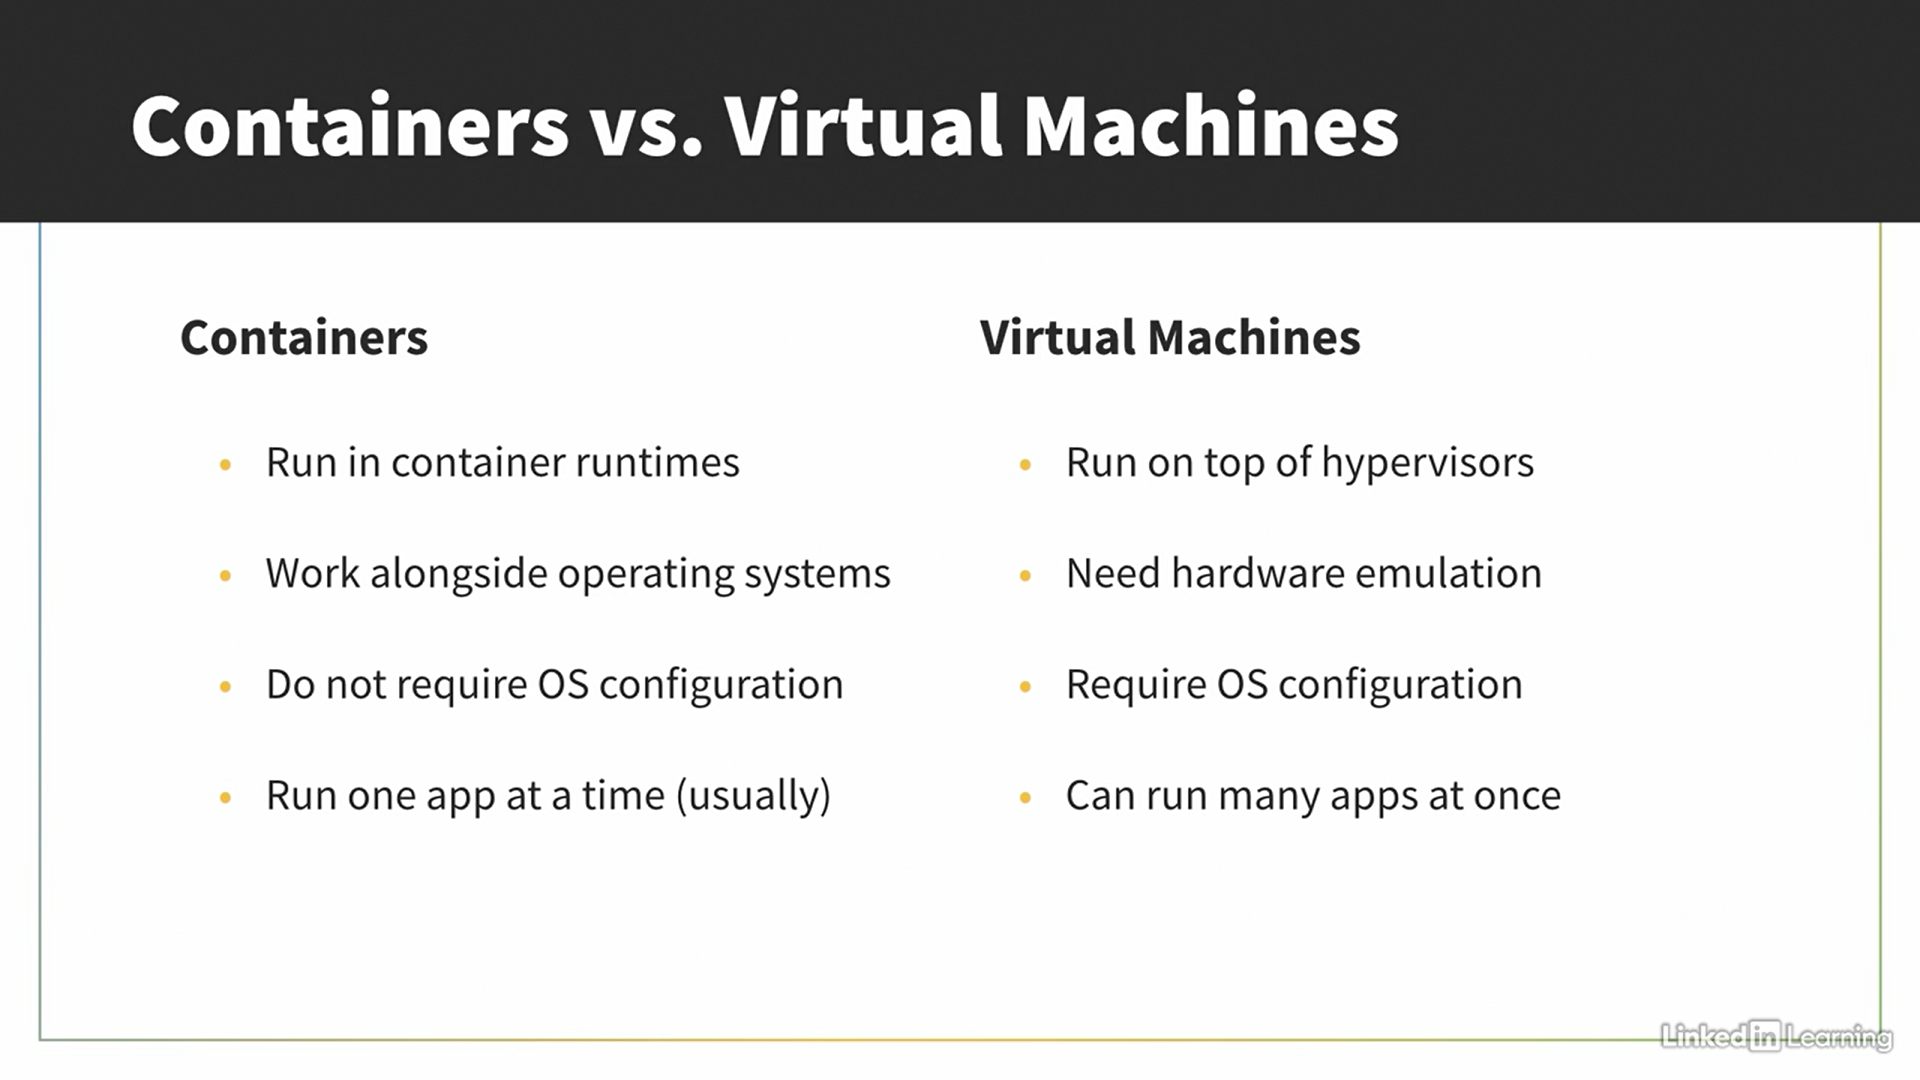 Containers vs. Virtual Machines
Containers
Run in container runtimes
Work alongside operating systems
Do not require OS configuration
Run one app at a time (usually)
Virtual Machines
Run on top of hypervisors
Need hardware emulation
Require OS configuration
Can run many apps at once
Linked in Learning